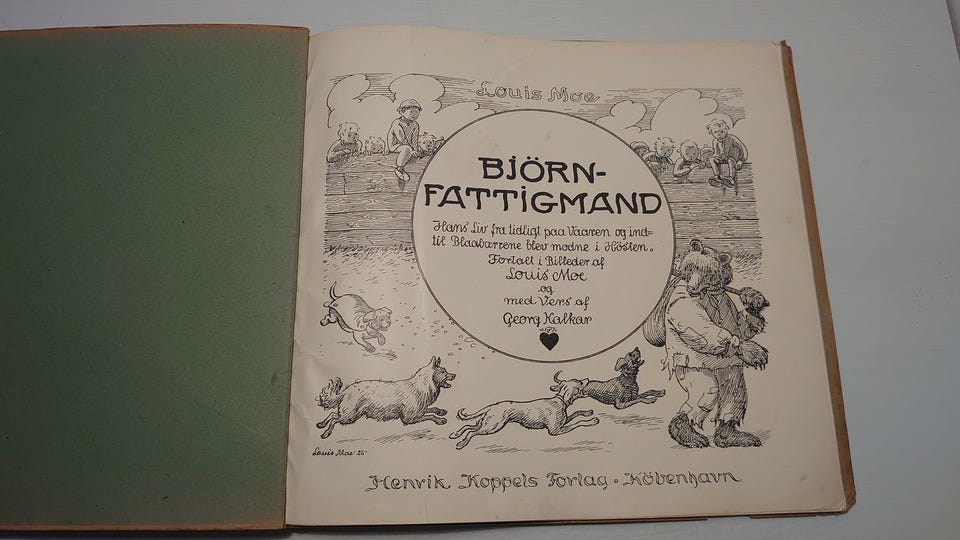 Louis Moe
BJÖRN-
FATTIGMAND
Hans Liv fra tidligt paa Vaaren og ind=
til Blaabærrene blev modne i Hösten.
Fortalt i Billeder af
Louis Moe
og
med Vers af
Georg Kalkar
Louis Moe 26
Henrik Koppels Forlag • Köbenhavn